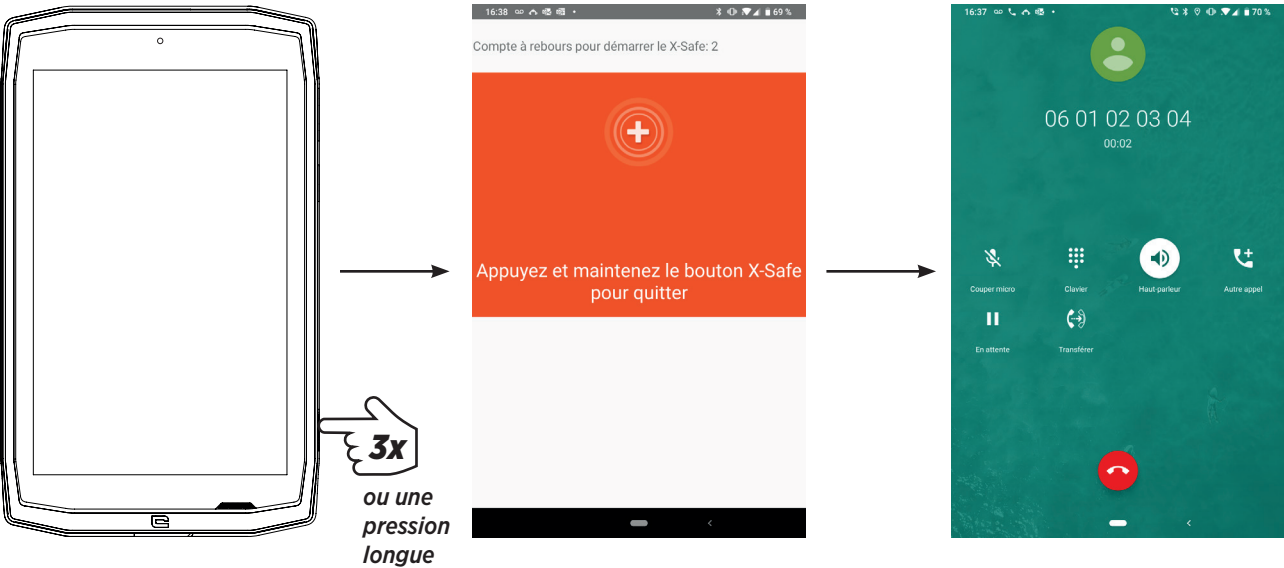 3x
ou une
pression
longue
16:38
69 %
Compte à rebours pour démarrer le X-Safe: 2
Appuyez et maintenez le bouton X-Safe
pour quitter
16:37
70 %
06 01 02 03 04
00:02
Couper micro
Clavier
Haut-parleur
Autre appel
En attente
Transférer